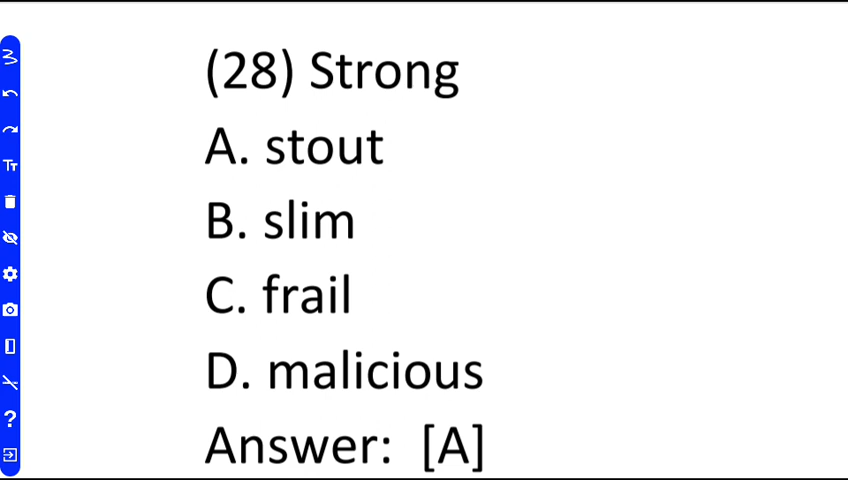 (28) Strong
A. stout
B. slim
C. frail
D. malicious
Answer: [A]